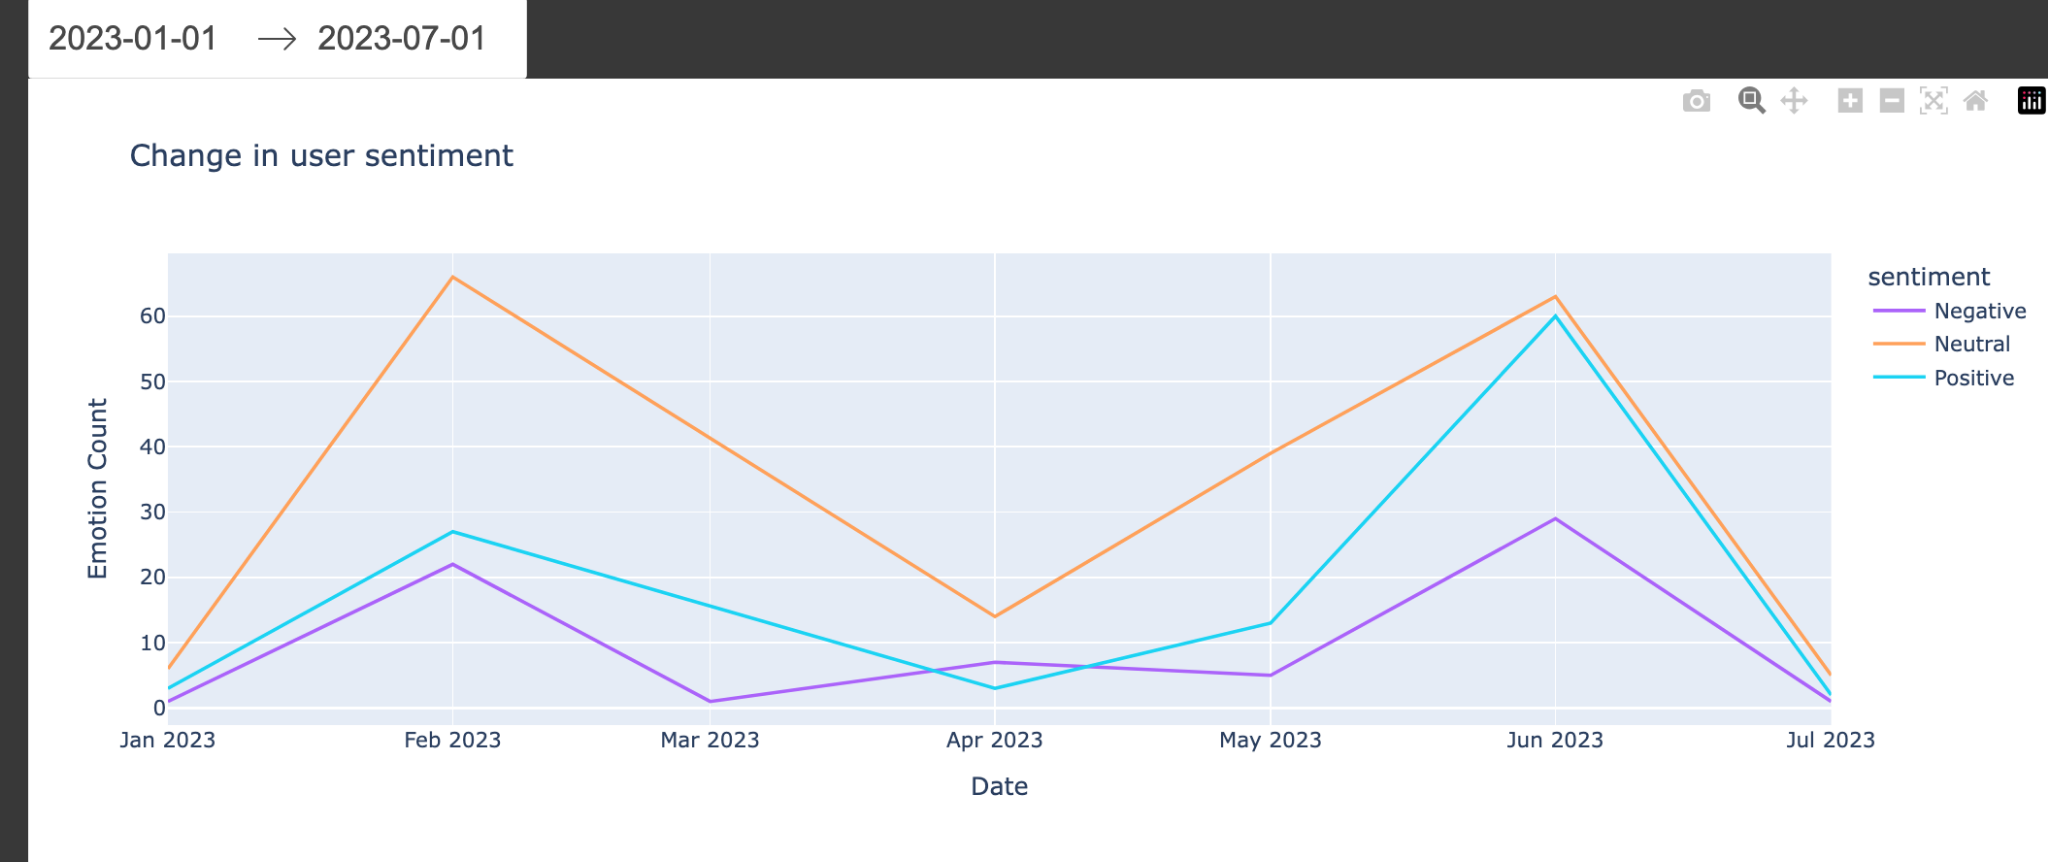 2023-01-01 → 2023-07-01
Change in user sentiment
sentiment
Negative
Neutral
Positive
Emotion Count
60
50
40
30
20
10
0
Jan 2023 Feb 2023 Mar 2023 Apr 2023 May 2023 Jun 2023 Jul 2023
Date